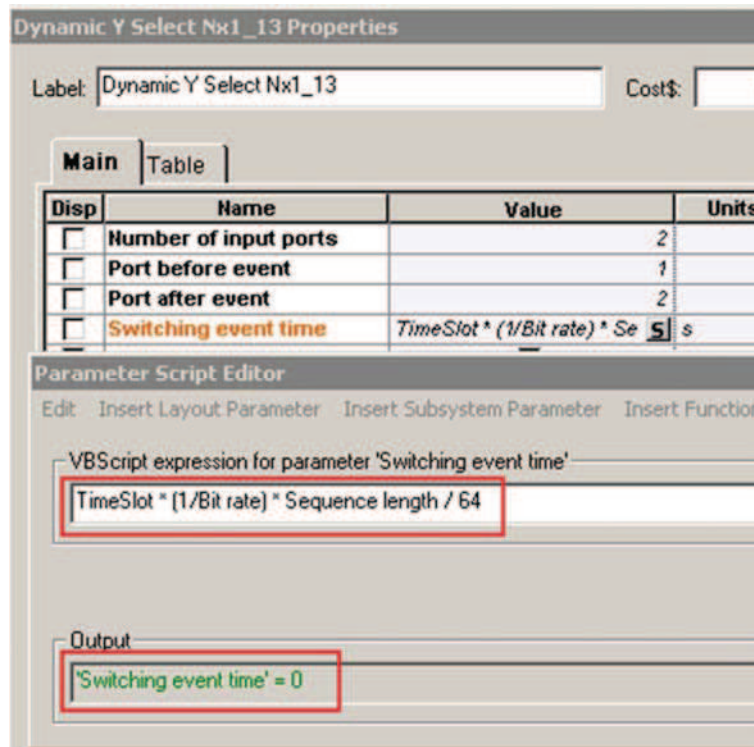 Dynamic Y Select Nx1_13 Properties
Label: Dynamic Y Select Nx1_13 Cost$:
Main Table
Disp Name Value Units
Number of input ports 2
Port before event 1
Port after event 2
Switching event time TimeSlot * (1/Bit rate) * Se S s
Parameter Script Editor
Edit Insert Layout Parameter Insert Subsystem Parameter Insert Function
VBScript expression for parameter 'Switching event time'
TimeSlot * (1/Bit rate) * Sequence length / 64
Output
'Switching event time' = 0